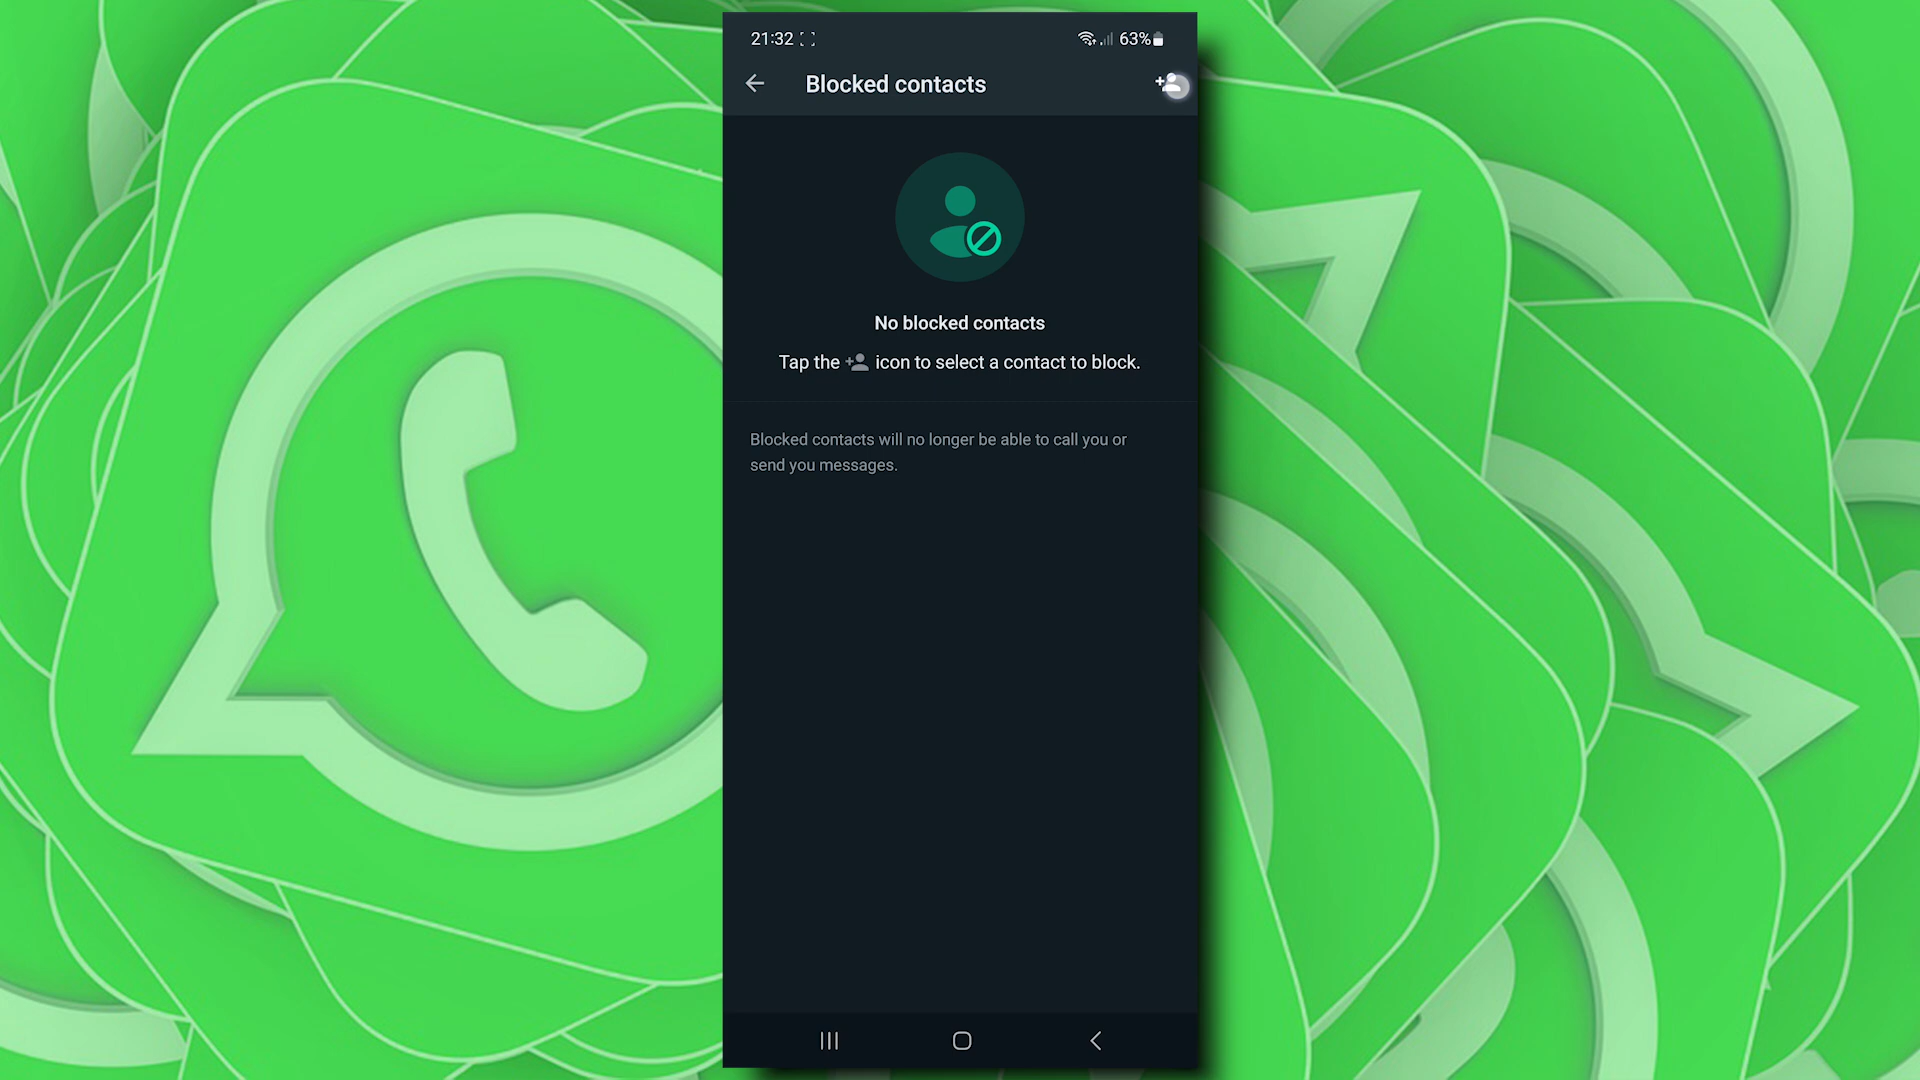 21:32
63%
Blocked contacts
No blocked contacts
Tap the icon to select a contact to block.
Blocked contacts will no longer be able to call you or
send you messages.